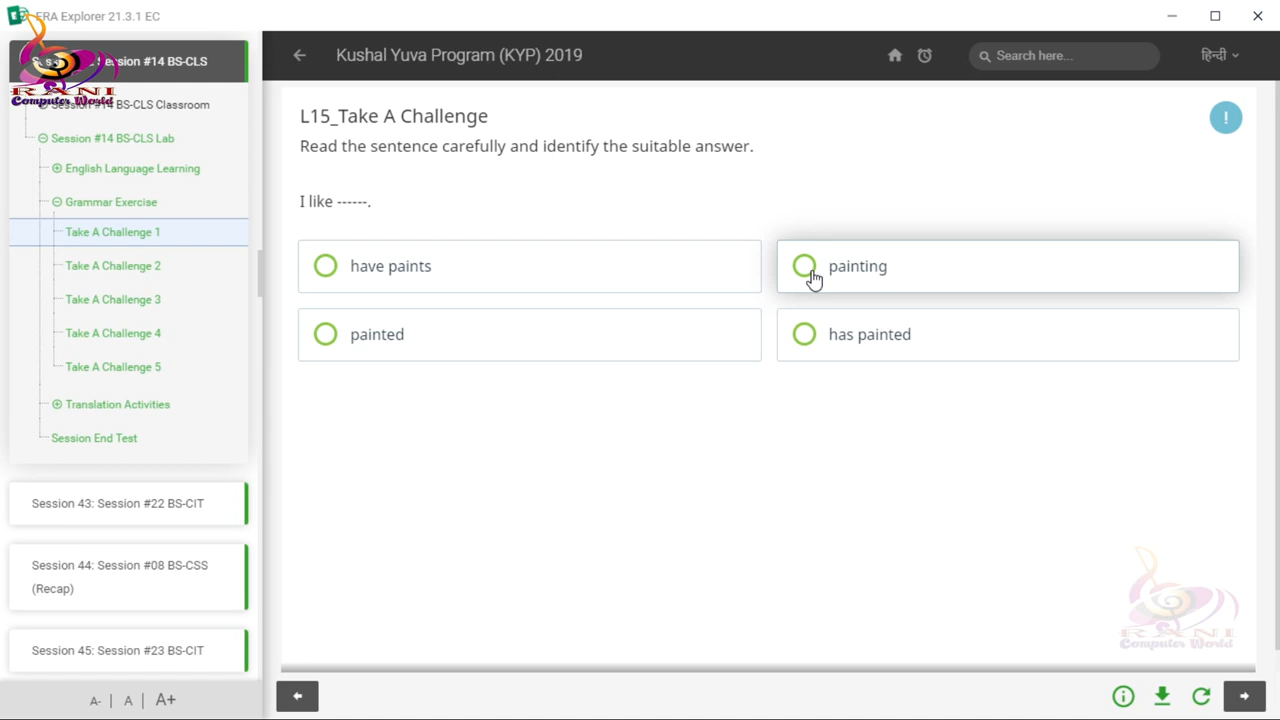 ERA Explorer 21.3.1 EC
Session #14 BS-CLS
RANI
Computer World
Session #14 BS-CLS Classroom
Session #14 BS-CLS Lab
English Language Learning
Grammar Exercise
Take A Challenge 1
Take A Challenge 2
Take A Challenge 3
Take A Challenge 4
Take A Challenge 5
Translation Activities
Session End Test
Session 43: Session #22 BS-CIT
Session 44: Session #08 BS-CSS
(Recap)
Session 45: Session #23 BS-CIT
A- | A | A+
Kushal Yuva Program (KYP) 2019
Search here...
हिन्दी
L15_Take A Challenge
!
Read the sentence carefully and identify the suitable answer.
I like ------.
have paints
painting
painted
has painted
RANI
Computer World